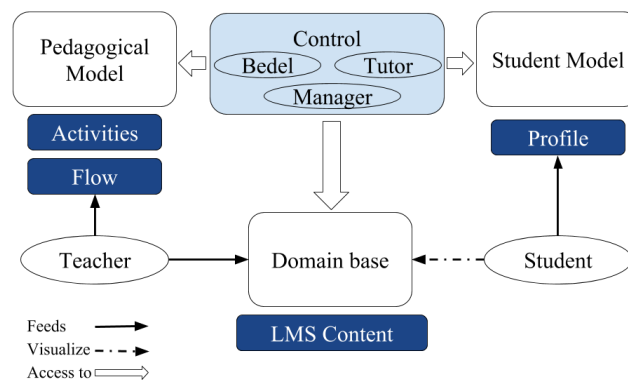 Pedagogical
Model
Control
Bedel
Tutor
Manager
Student Model
Activities
Flow
Profile
Teacher
Domain base
Student
LMS Content
Feeds
Visualize
Access to